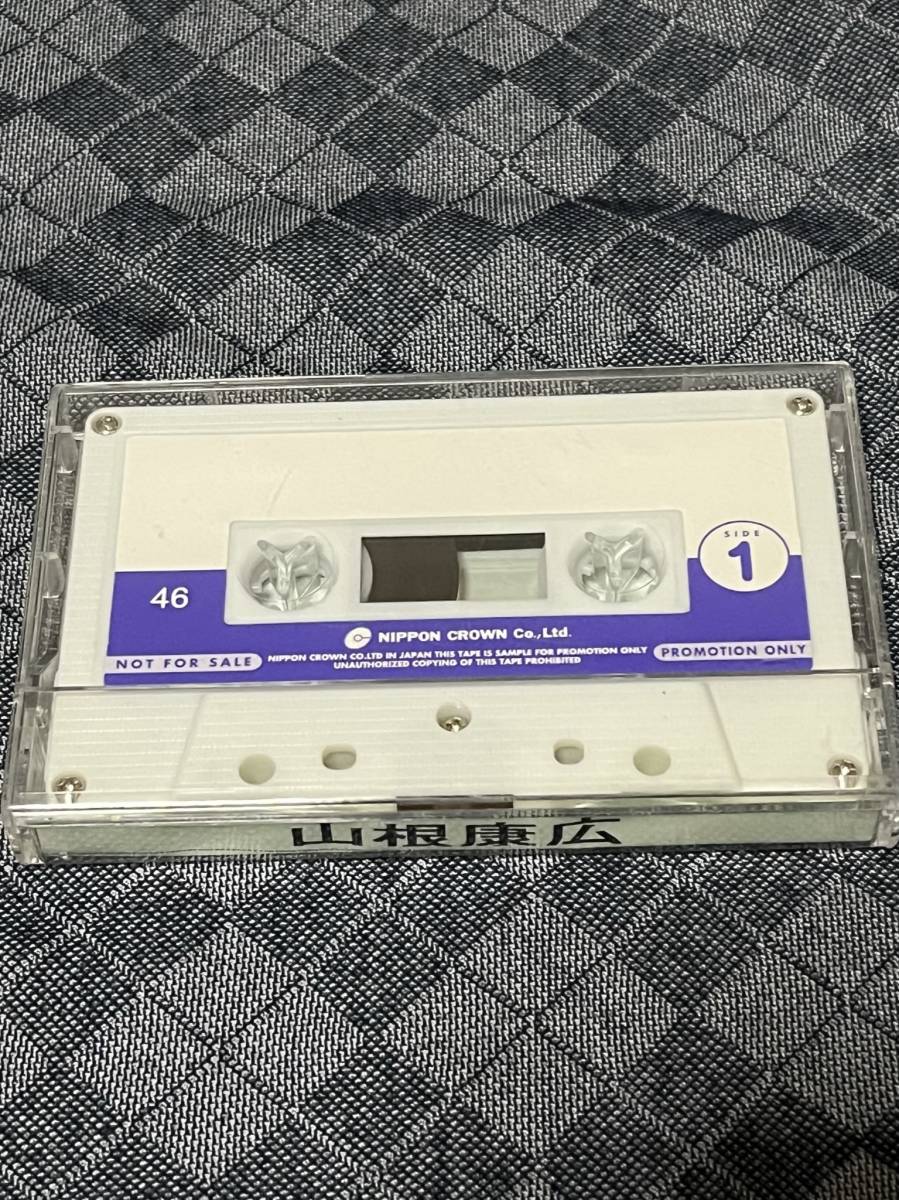 SIDE
1
46
NIPPON CROWN Co.,Ltd.
NOT FOR SALE
NIPPON CROWN CO.LTD IN JAPAN THIS TAPE IS SAMPLE FOR PROMOTION ONLY
UNAUTHORIZED COPYING OF THIS TAPE PROHIBITED
PROMOTION ONLY
山根康広